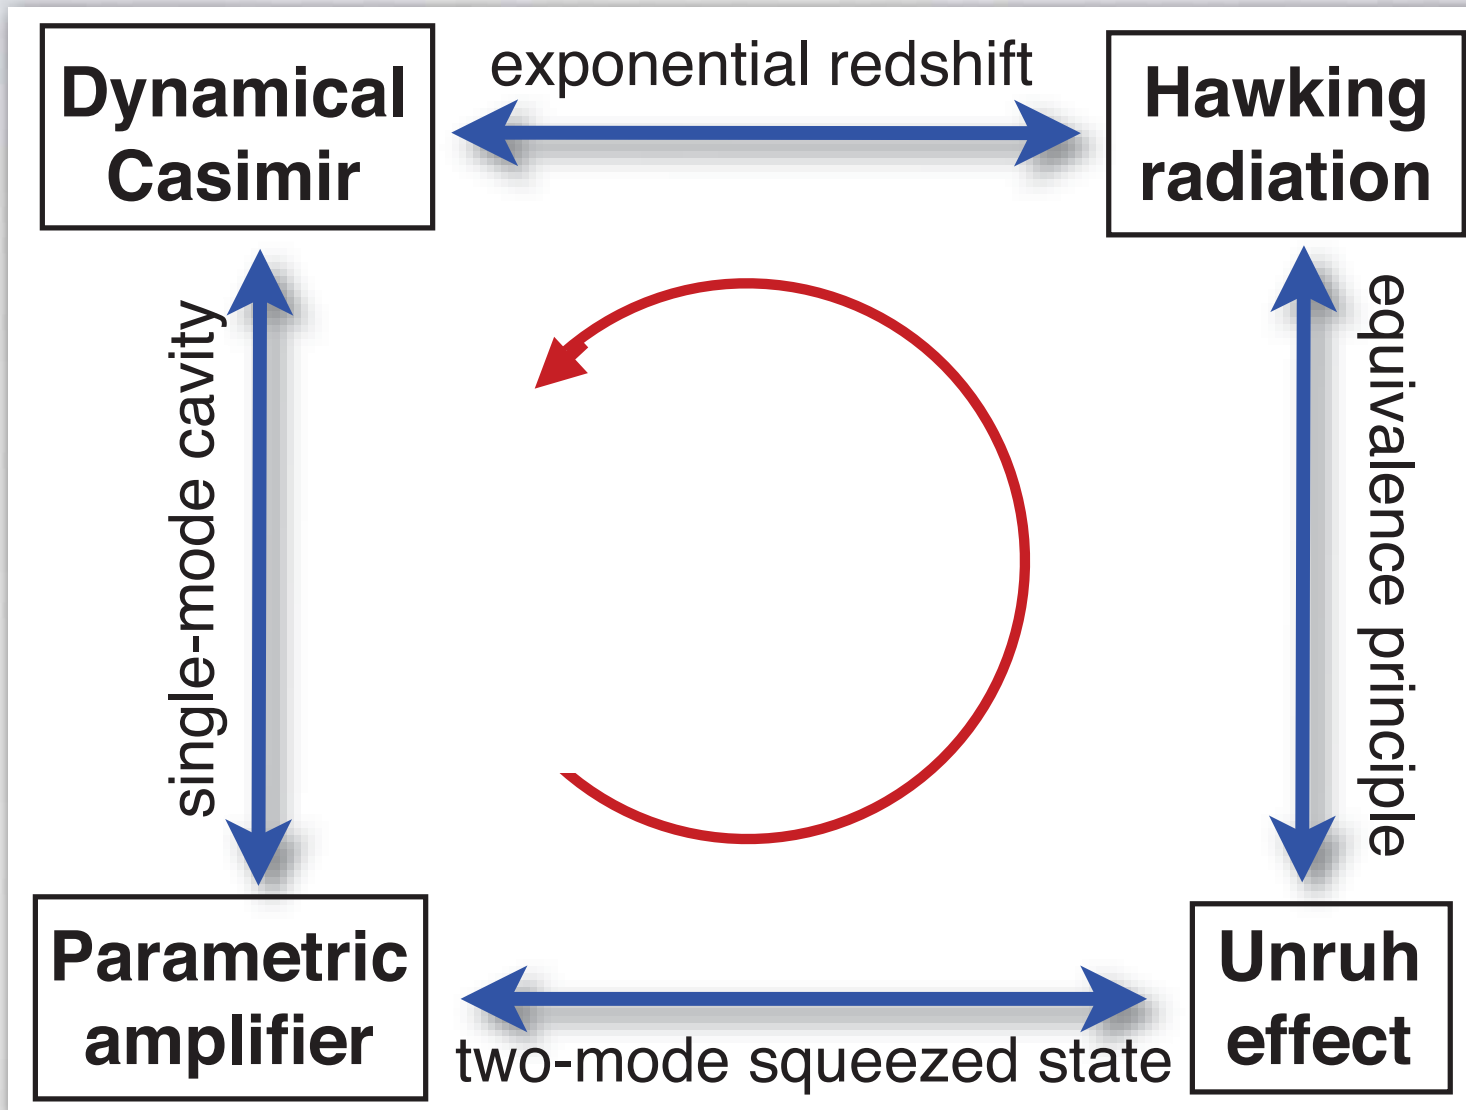 Dynamical
Casimir
exponential redshift
Hawking
radiation
single-mode cavity
equivalence principle
Parametric
amplifier
two-mode squeezed state
Unruh
effect